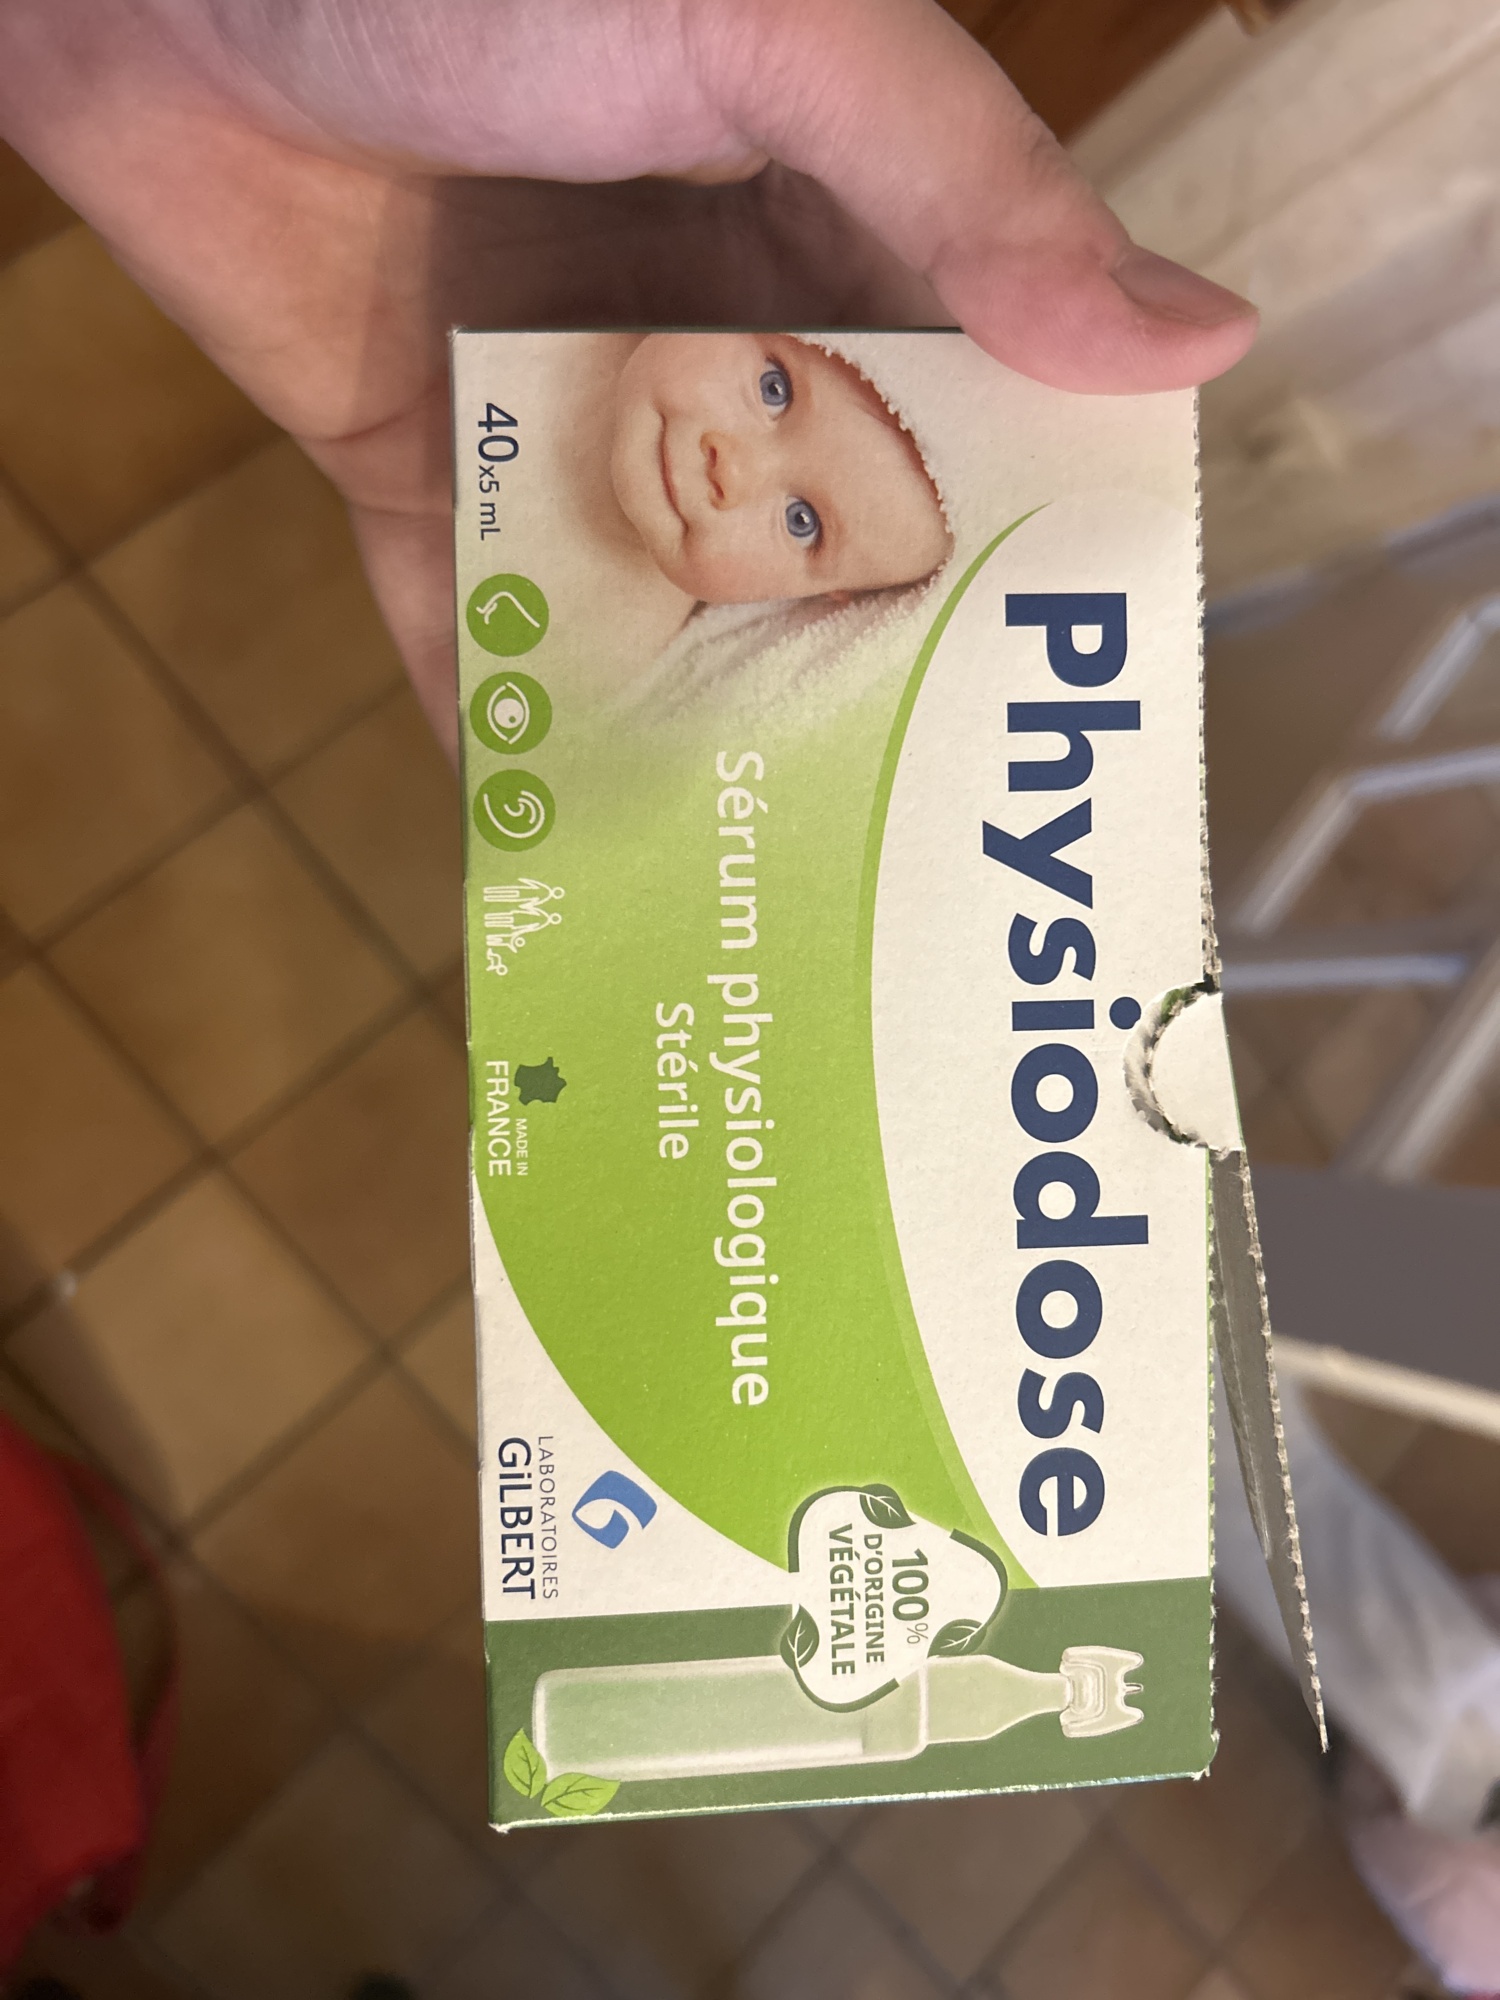 Physiodose
Sérum physiologique
Stérile
100%
D'ORIGINE
VÉGÉTALE
40x5 mL
MADE IN
FRANCE
LABORATOIRES
GiLBERT